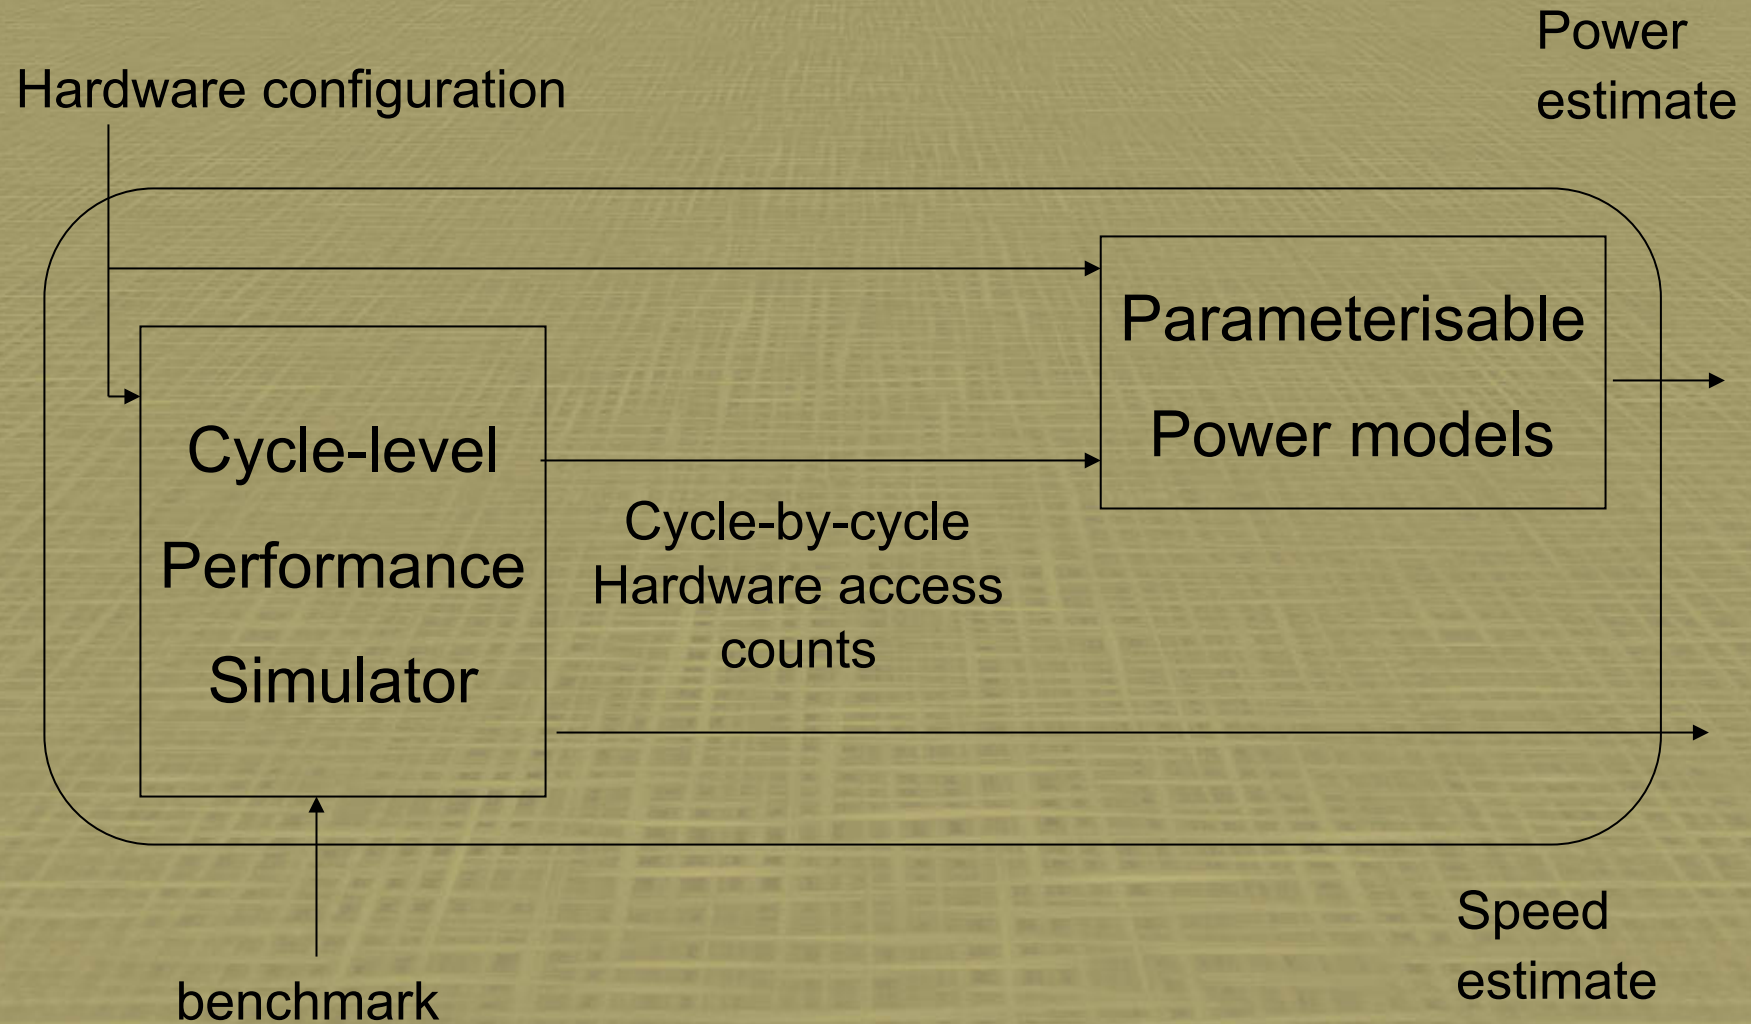 Power
estimate
Hardware configuration
Parameterisable
Power models
Cycle-level
Performance
Simulator
Cycle-by-cycle
Hardware access
counts
Speed
estimate
benchmark